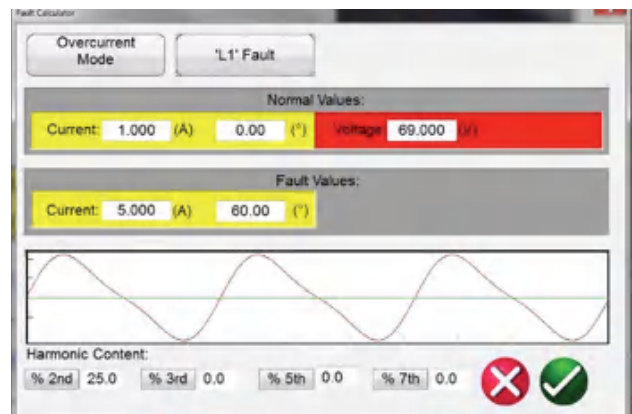 Fault Calculator
Overcurrent
Mode
'L1' Fault
Normal Values:
Current: 1.000 (A) 0.00 (°) Voltage 69.000 (V)
Fault Values:
Current: 5.000 (A) 60.00 (°)
Harmonic Content:
% 2nd 25.0 % 3rd 0.0 % 5th 0.0 % 7th 0.0